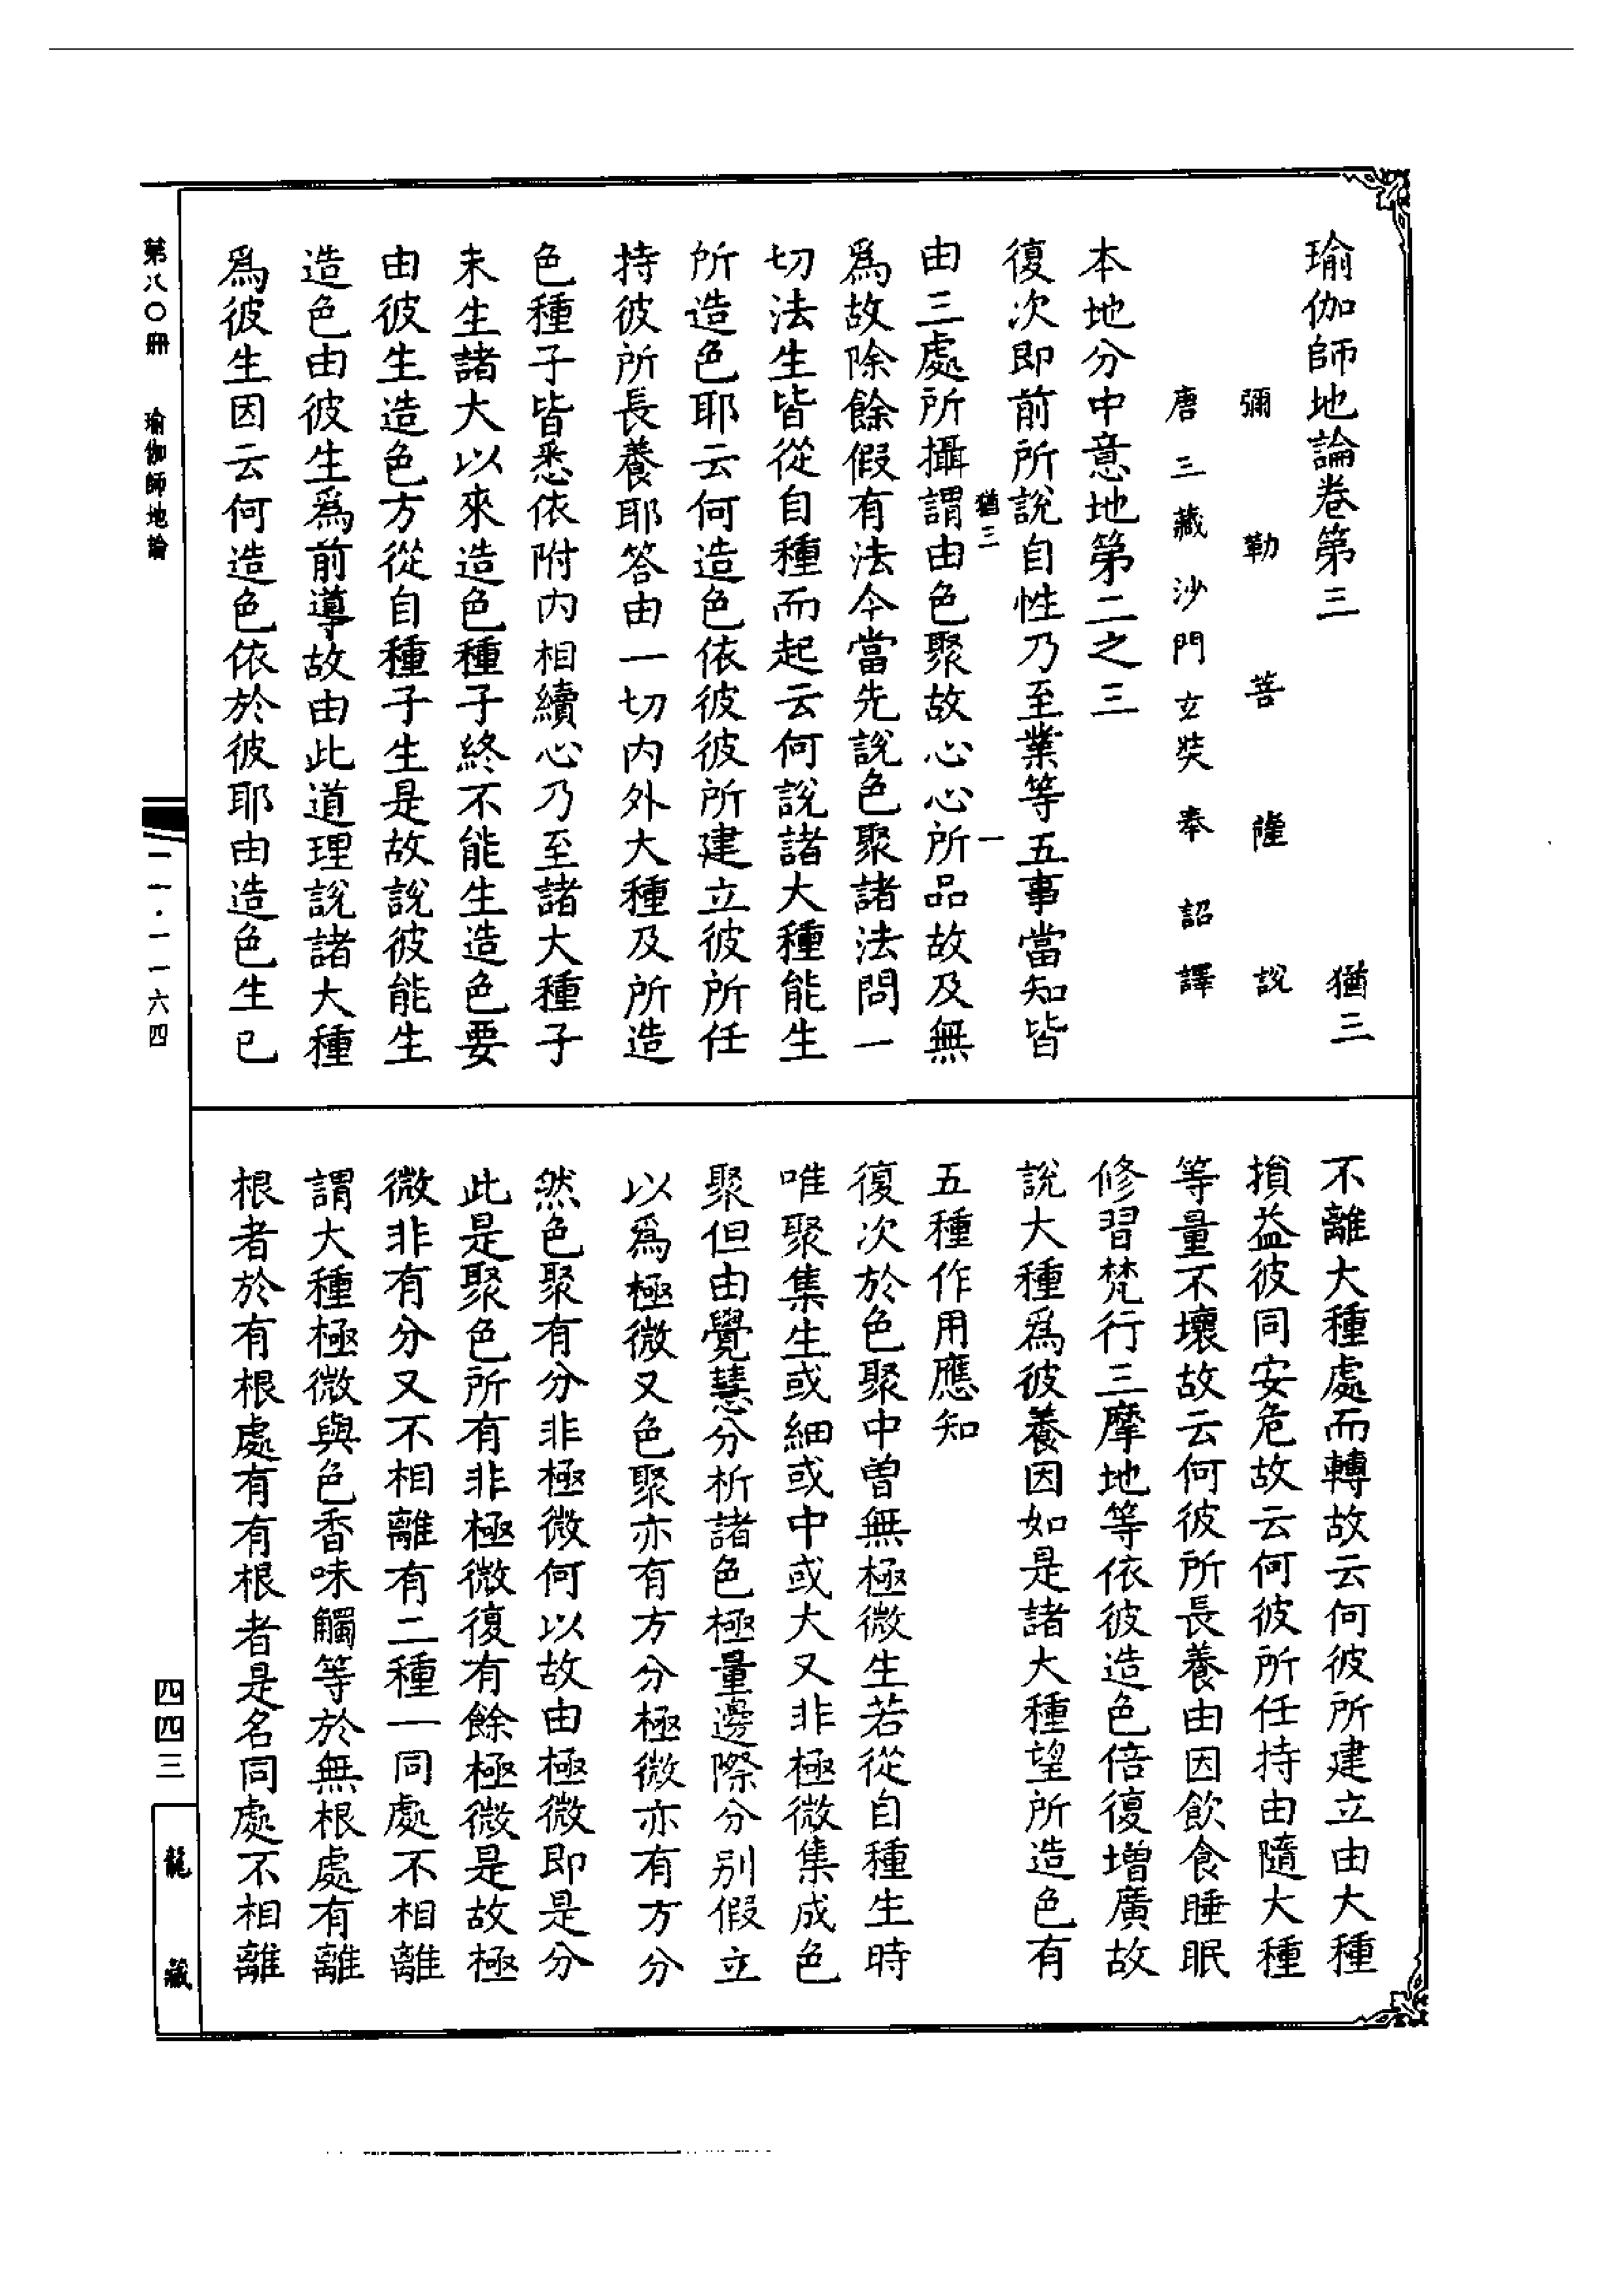 瑜伽師地論卷第三　猶三
彌勒菩薩說
唐三藏沙門玄奘奉詔譯
本地分中意地第二之三
復次即前所說自性乃至業等五事當知皆
猶三　一
由三處所攝謂由色聚故心心所品故及無
為故除餘假有法今當先說色聚諸法問一
切法生皆從自種而起云何說諸大種能生
所造色耶云何造色依彼彼所建立彼所任
持彼所長養耶答由一切內外大種及所造
色種子皆悉依附內相續心乃至諸大種子
未生諸大以來造色種子終不能生造色要
由彼生造色方從自種子生是故說彼能生
造色由彼生為前導故由此道理說諸大種
為彼生因云何造色依於彼耶由造色生已
不離大種處而轉故云何彼所建立由大種
損益彼同安危故云何彼所任持由隨大種
等量不壞故云何彼所長養由因飲食睡眠
修習梵行三摩地等依彼造色倍復增廣故
說大種為彼養因如是諸大種望所造色有
五種作用應知
復次於色聚中曾無極微生若從自種生時
唯聚集生或細或中或大又非極微集成色
聚但由覺慧分析諸色極量邊際分別假立
以為極微又色聚亦有方分極微亦有方分
然色聚有分非極微何以故由極微即是分
此是聚色所有非極微復有餘極微是故極
微非有分又不相離有二種一同處不相離
謂大種極微與色香味觸等於無根處有離
根者於有根處有有根者是名同處不相離
第八〇冊　瑜伽師地論
一一·一一六四
四四三
龍藏